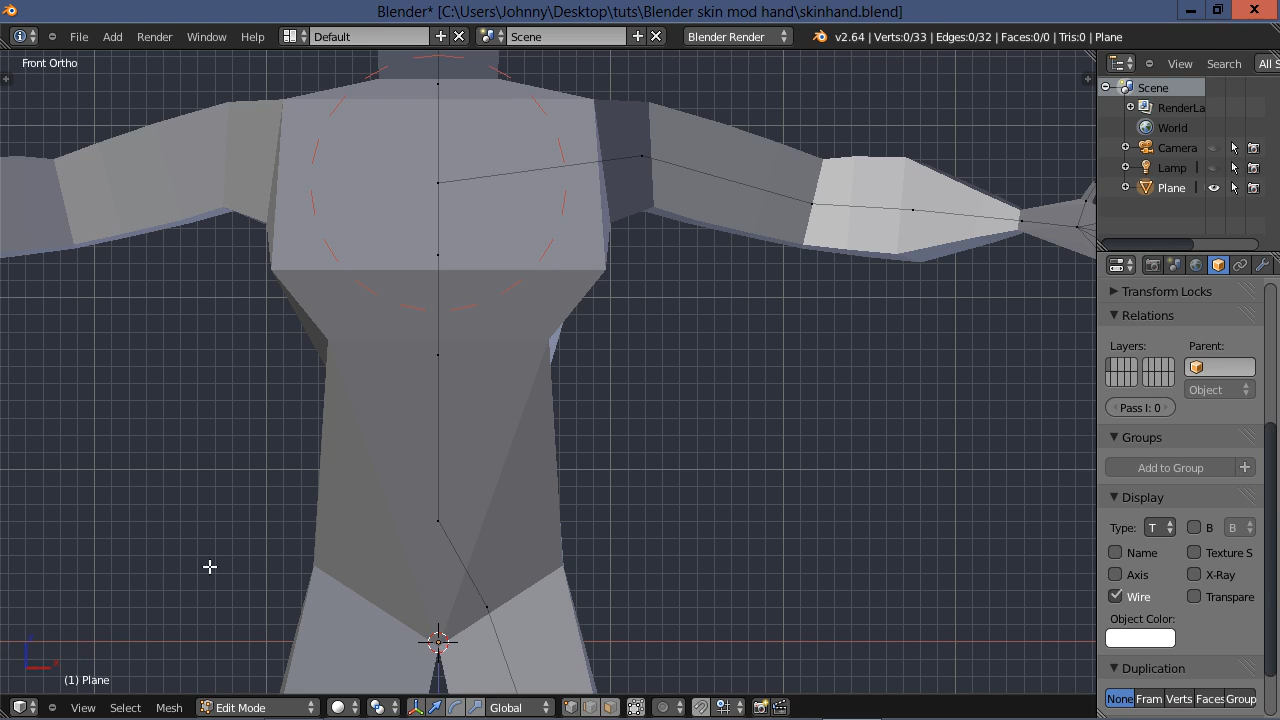 Blender* [C:\Users\Johnny\Desktop\tuts\Blender skin mod hand\skinhand.blend]
File Add Render Window Help Default Scene Blender Render v2.64 | Verts:0/33 | Edges:0/32 | Faces:0/0 | Tris:0 | Plane
Front Ortho
View Search All S
Scene
RenderLa
World
Camera
Lamp
Plane
Transform Locks
Relations
Layers: Parent:
Object
Pass I: 0
Groups
Add to Group
Display
Type: T B B
Name Texture S
Axis X-Ray
Wire Transpare
Object Color:
Duplication
None Fram Verts Faces Group
(1) Plane
View Select Mesh Edit Mode Global